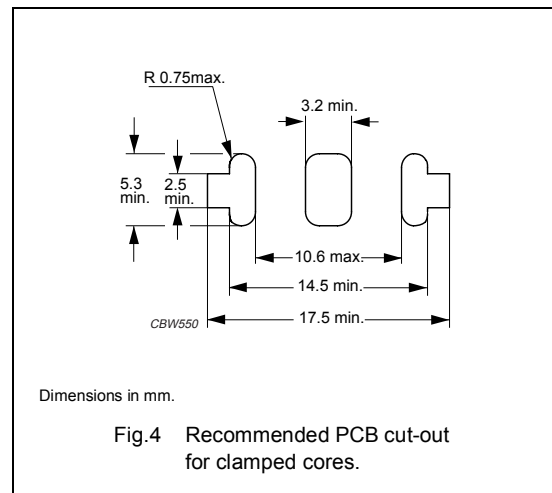 R 0.75max.
3.2 min.
5.3
min.
2.5
min.
10.6 max.
14.5 min.
17.5 min.
CBW550
Dimensions in mm.
Fig.4 Recommended PCB cut-out
for clamped cores.